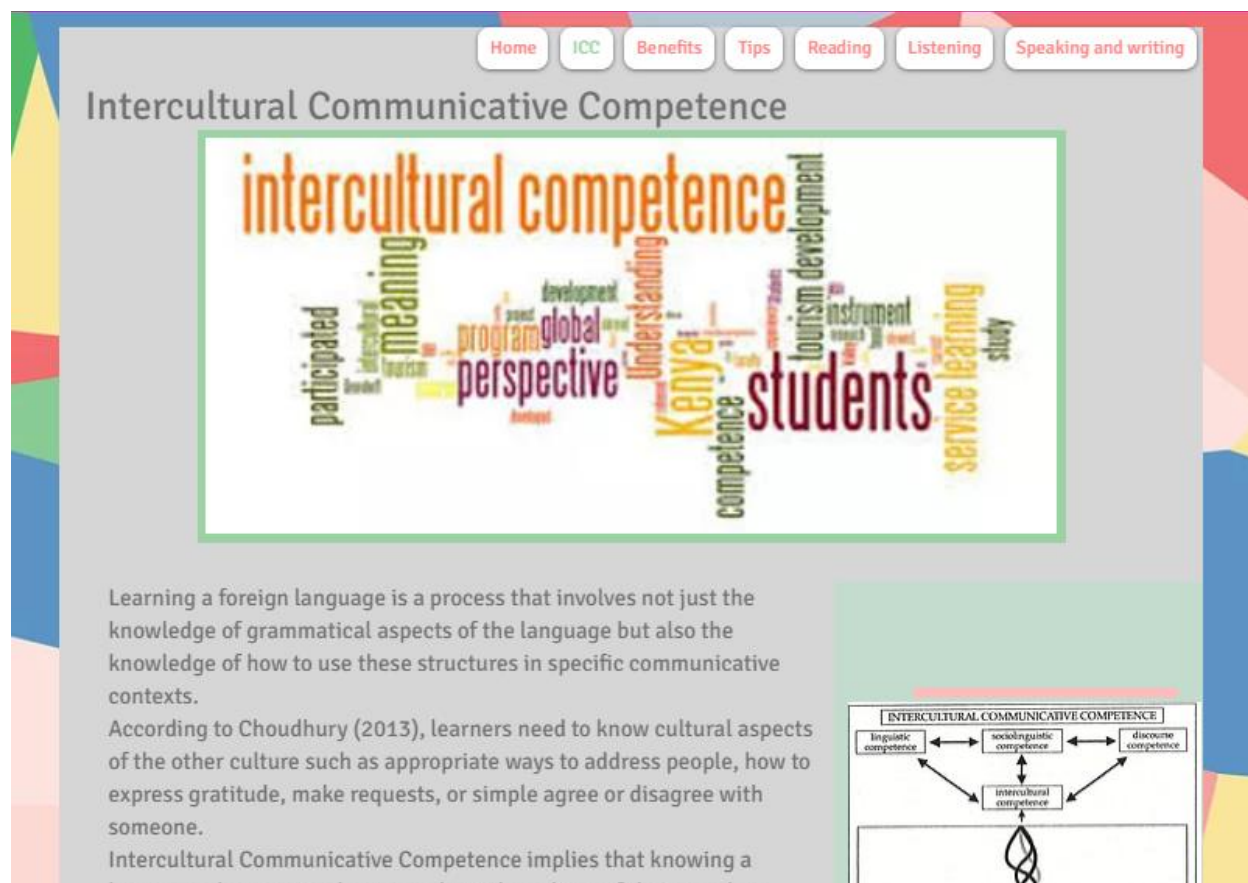 Home ICC Benefits Tips Reading Listening Speaking and writing
Intercultural Communicative Competence
intercultural competence
participated
meaning
tourism
program
project
development
global
perspective
Understanding
Kenya
competence
students
tourism development
instrument
research
service learning
study
Learning a foreign language is a process that involves not just the
knowledge of grammatical aspects of the language but also the
knowledge of how to use these structures in specific communicative
contexts.
According to Choudhury (2013), learners need to know cultural aspects
of the other culture such as appropriate ways to address people, how to
express gratitude, make requests, or simple agree or disagree with
someone.
Intercultural Communicative Competence implies that knowing a
INTERCULTURAL COMMUNICATIVE COMPETENCE
linguistic
competence
sociolinguistic
competence
discourse
competence
intercultural
competence